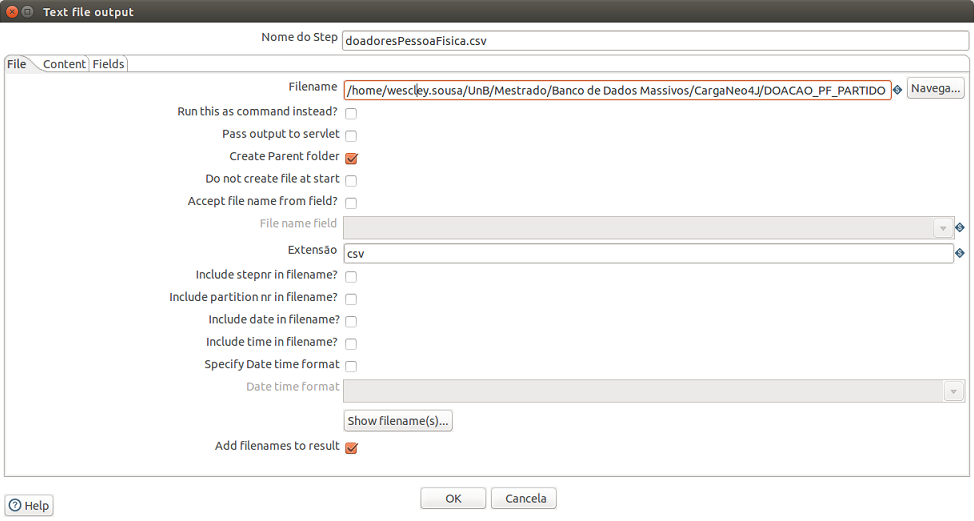 Text file output
Nome do Step doadoresPessoaFisica.csv
File Content Fields
Filename /home/wescley.sousa/UnB/Mestrado/Banco de Dados Massivos/CargaNeo4J/DOACAO_PF_PARTIDO Navega...
Run this as command instead?
Pass output to servlet
Create Parent folder
Do not create file at start
Accept file name from field?
File name field
Extensão csv
Include stepnr in filename?
Include partition nr in filename?
Include date in filename?
Include time in filename?
Specify Date time format
Date time format
Show filename(s)...
Add filenames to result
OK Cancela
Help